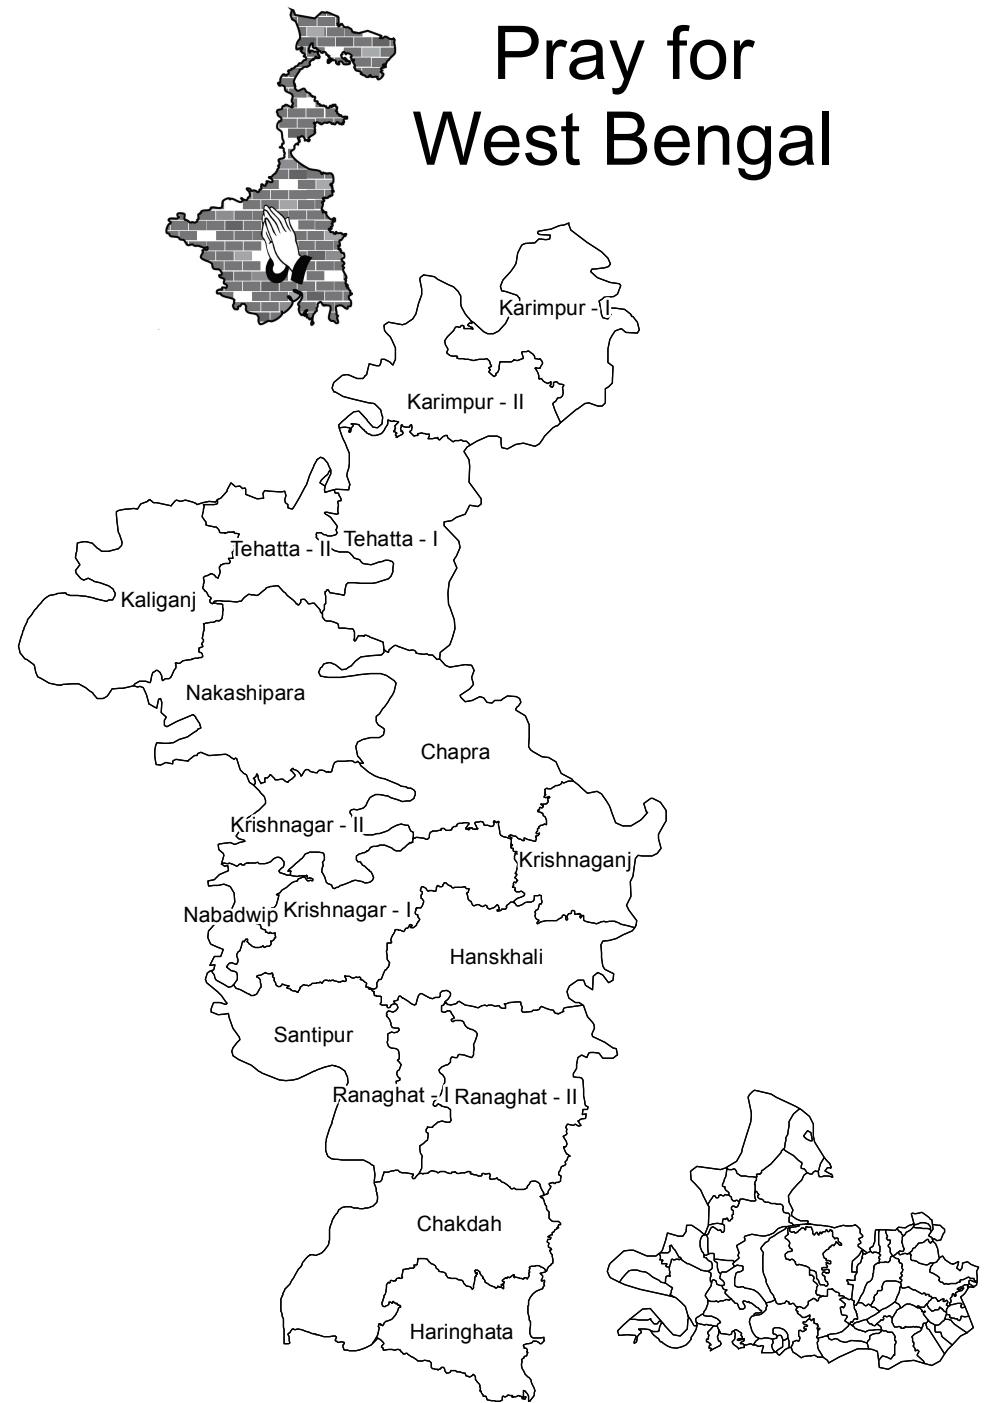 Pray for
West Bengal
Karimpur - I
Karimpur - II
Tehatta - I
Tehatta - II
Kaliganj
Nakashipara
Chapra
Krishnagar - II
Krishnaganj
Nabadwip
Krishnagar - I
Hanskhali
Santipur
Ranaghat - I
Ranaghat - II
Chakdah
Haringhata